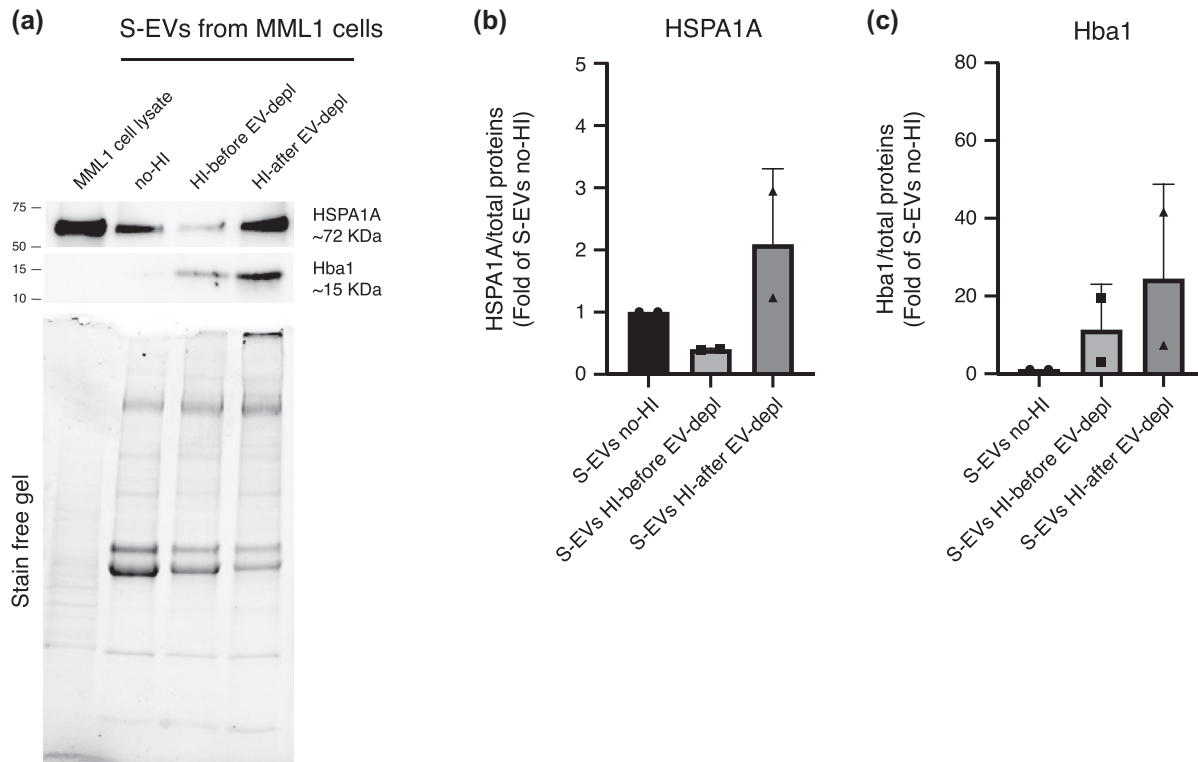 (a)
S-EVs from MML1 cells
MML1 cell lysate
no-HI
HI-before EV-depl
HI-after EV-depl
75
50
HSPA1A
~72 KDa
15
10
Hba1
~15 KDa
Stain free gel
(b)
HSPA1A
HSPA1A/total proteins
(Fold of S-EVs no-HI)
5
4
3
2
1
0
S-EVs no-HI
S-EVs HI-before EV-depl
S-EVs HI-after EV-depl
(c)
Hba1
Hba1/total proteins
(Fold of S-EVs no-HI)
80
60
40
20
0
S-EVs no-HI
S-EVs HI-before EV-depl
S-EVs HI-after EV-depl